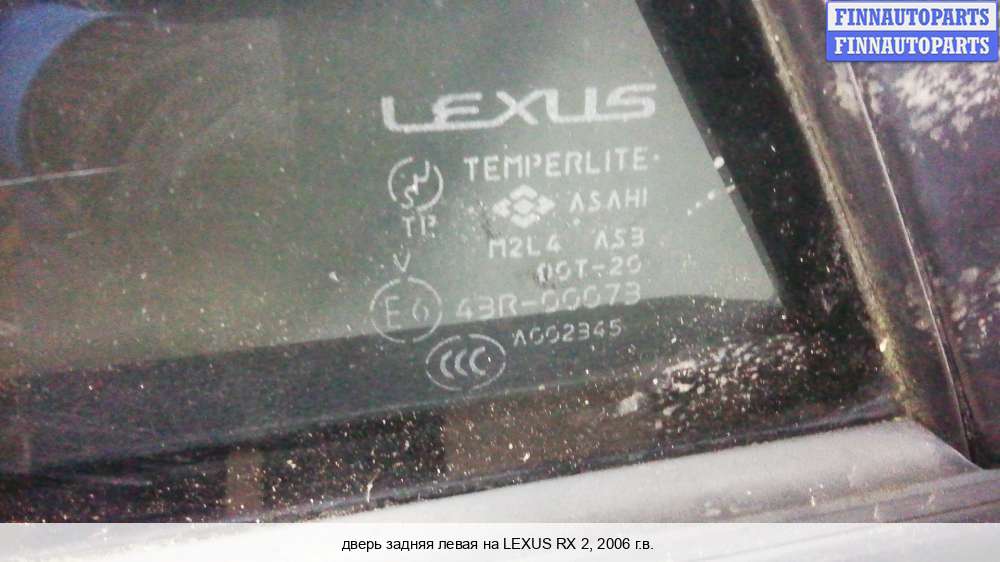 FINNAUTOPARTS
FINNAUTOPARTS
LEXUS
TEMPERLITE
ASAHI
TP
M2L4 AS3
DOT-20
V
E6 43R-00073
A002345
CCC
дверь задняя левая на LEXUS RX 2, 2006 г.в.